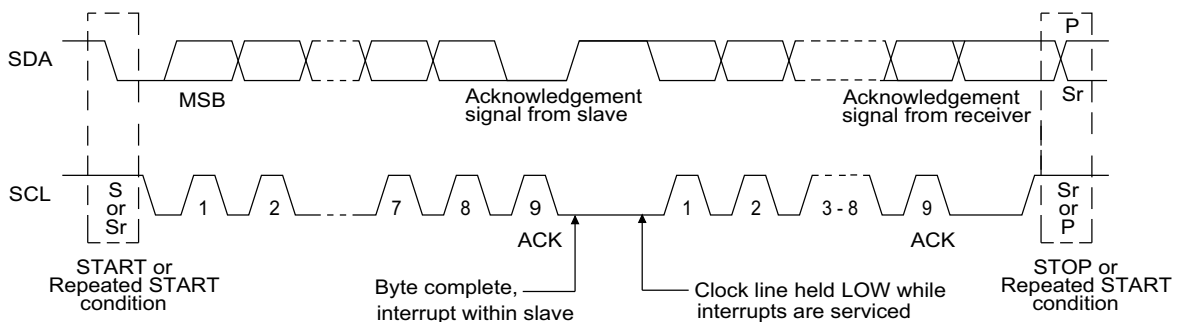 P
SDA
MSB
Acknowledgement
signal from slave
Acknowledgement
signal from receiver
Sr
SCL
S
or
Sr
1
2
7
8
9
1
2
3 - 8
9
Sr
or
P
ACK
ACK
START or
Repeated START
condition
Byte complete,
interrupt within slave
Clock line held LOW while
interrupts are serviced
STOP or
Repeated START
condition